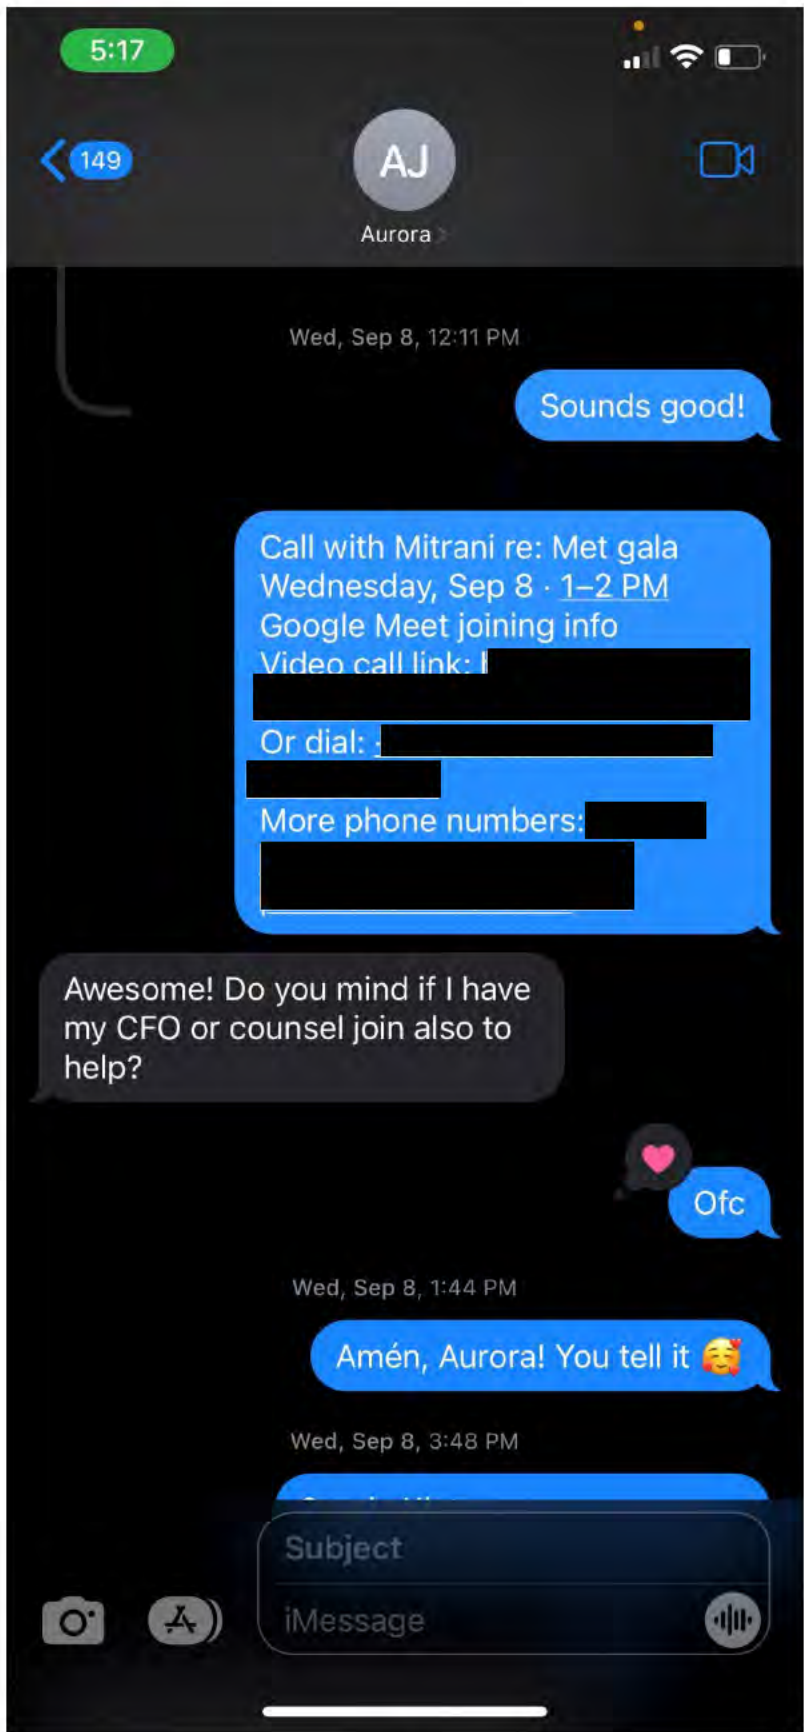 5:17
149
AJ
Aurora
Wed, Sep 8, 12:11 PM
Sounds good!
Call with Mitrani re: Met gala
Wednesday, Sep 8 · 1–2 PM
Google Meet joining info
Video call link:
Or dial:
More phone numbers:
Awesome! Do you mind if I have
my CFO or counsel join also to
help?
Ofc
Wed, Sep 8, 1:44 PM
Amén, Aurora! You tell it 🥰
Wed, Sep 8, 3:48 PM
Subject
iMessage